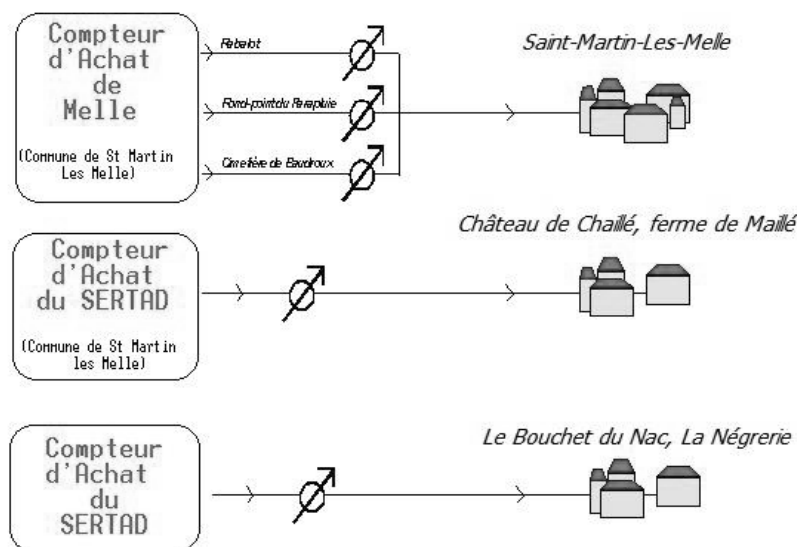 Compteur
d'Achat
de
Melle
(Commune de St Martin
Les Melle)
Rabalot
Rond-point du Parapluie
Cimetière de Baudroux
Saint-Martin-Les-Melle
Compteur
d'Achat
du SERTAD
(Commune de St Martin
les Melle)
Château de Chaillé, ferme de Maillé
Compteur
d'Achat
du
SERTAD
Le Bouchet du Nac, La Négrerie